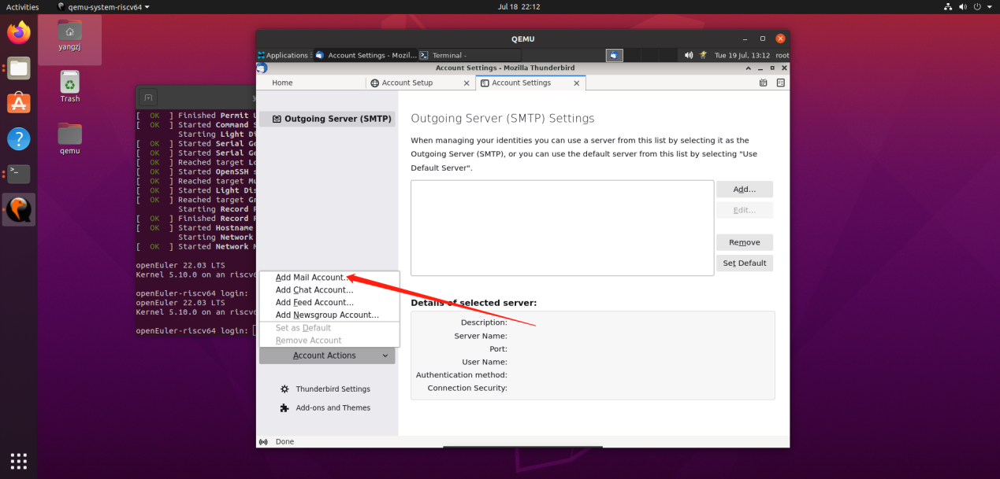 Activities
qemu-system-riscv64
Jul 18 22:12
yangzj
Trash
qemu
[ OK ] Finished Permit
[ OK ] Started Command
Starting Light
[ OK ] Started Serial
[ OK ] Started Serial
[ OK ] Reached target
[ OK ] Started OpenSSH
[ OK ] Reached target
[ OK ] Started Light
[ OK ] Reached target
Starting Record
[ OK ] Finished Record
[ OK ] Started Hostname
Starting Network
[ OK ] Started Network
openEuler 22.03 LTS
Kernel 5.10.0 on an
openEuler-riscv64 login:
openEuler 22.03 LTS
Kernel 5.10.0 on an
openEuler-riscv64 login:
QEMU
Applications
Account Settings - Mozil...
Terminal -
Tue 19 Jul, 13:12 root
Account Settings - Mozilla Thunderbird
Home
Account Setup
Account Settings
Outgoing Server (SMTP)
Add Mail Account...
Add Chat Account...
Add Feed Account...
Add Newsgroup Account...
Set as Default
Remove Account
Account Actions
Thunderbird Settings
Add-ons and Themes
Outgoing Server (SMTP) Settings
When managing your identities you can use a server from this list by selecting it as the
Outgoing Server (SMTP), or you can use the default server from this list by selecting "Use
Default Server".
Add...
Edit...
Remove
Set Default
Details of selected server:
Description:
Server Name:
Port:
User Name:
Authentication method:
Connection Security:
Done